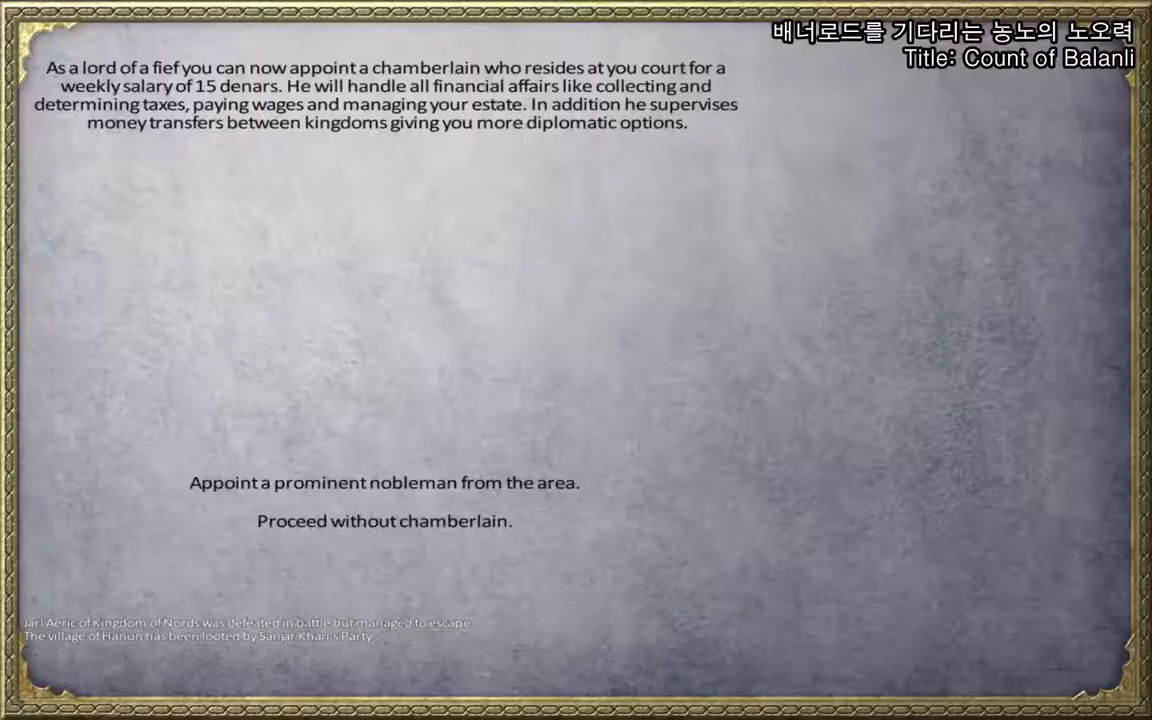 배너로드를 기다리는 농노의 노오력
Title: Count of Balanli
As a lord of a fief you can now appoint a chamberlain who resides at you court for a
weekly salary of 15 denars. He will handle all financial affairs like collecting and
determining taxes, paying wages and managing your estate. In addition he supervises
money transfers between kingdoms giving you more diplomatic options.
Appoint a prominent nobleman from the area.
Proceed without chamberlain.
Jarl Aeric of Kingdom of Nords was defeated in battle but managed to escape.
The village of Hanun has been looted by Sanjar Khan's Party.